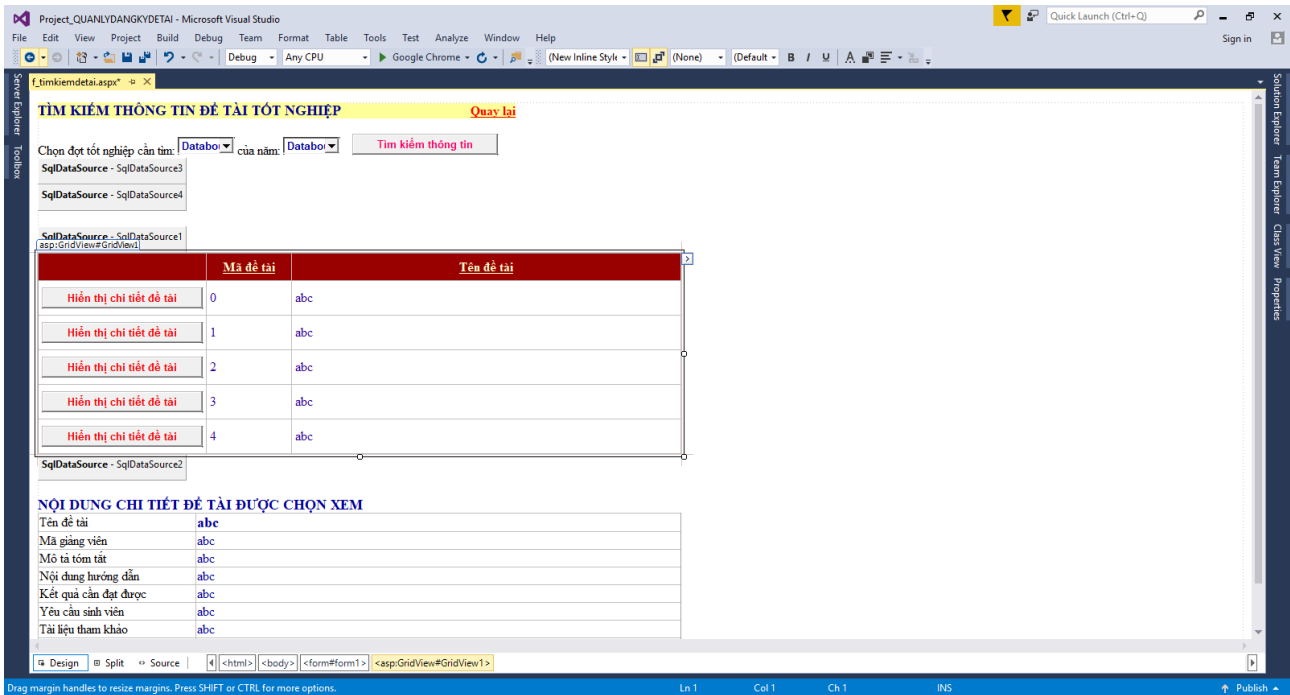 Project_QUANLYDANGKYDETAI - Microsoft Visual Studio
Quick Launch (Ctrl+Q)
File Edit View Project Build Debug Team Format Table Tools Test Analyze Window Help
Sign in
Debug Any CPU Google Chrome (New Inline Style (None) (Default B I U A
f_timkiemdetai.aspx*
Server Explorer
Toolbox
Solution Explorer
Team Explorer
Class View
Properties
TÌM KIẾM THÔNG TIN ĐỀ TÀI TỐT NGHIỆP Quay lại
Chọn đợt tốt nghiệp cần tìm: Databou của năm: Databou Tìm kiếm thông tin
SqlDataSource - SqlDataSource3
SqlDataSource - SqlDataSource4
SqlDataSource - SqlDataSource1
asp:GridView#GridView1
Mã đề tài Tên đề tài
Hiển thị chi tiết đề tài 0 abc
Hiển thị chi tiết đề tài 1 abc
Hiển thị chi tiết đề tài 2 abc
Hiển thị chi tiết đề tài 3 abc
Hiển thị chi tiết đề tài 4 abc
SqlDataSource - SqlDataSource2
NỘI DUNG CHI TIẾT ĐỀ TÀI ĐƯỢC CHỌN XEM
Tên đề tài abc
Mã giảng viên abc
Mô tả tóm tắt abc
Nội dung hướng dẫn abc
Kết quả cần đạt được abc
Yêu cầu sinh viên abc
Tài liệu tham khảo abc
Design Split Source <html> <body> <form#form1> <asp:GridView#GridView1>
Drag margin handles to resize margins. Press SHIFT or CTRL for more options. Ln 1 Col 1 Ch 1 INS Publish